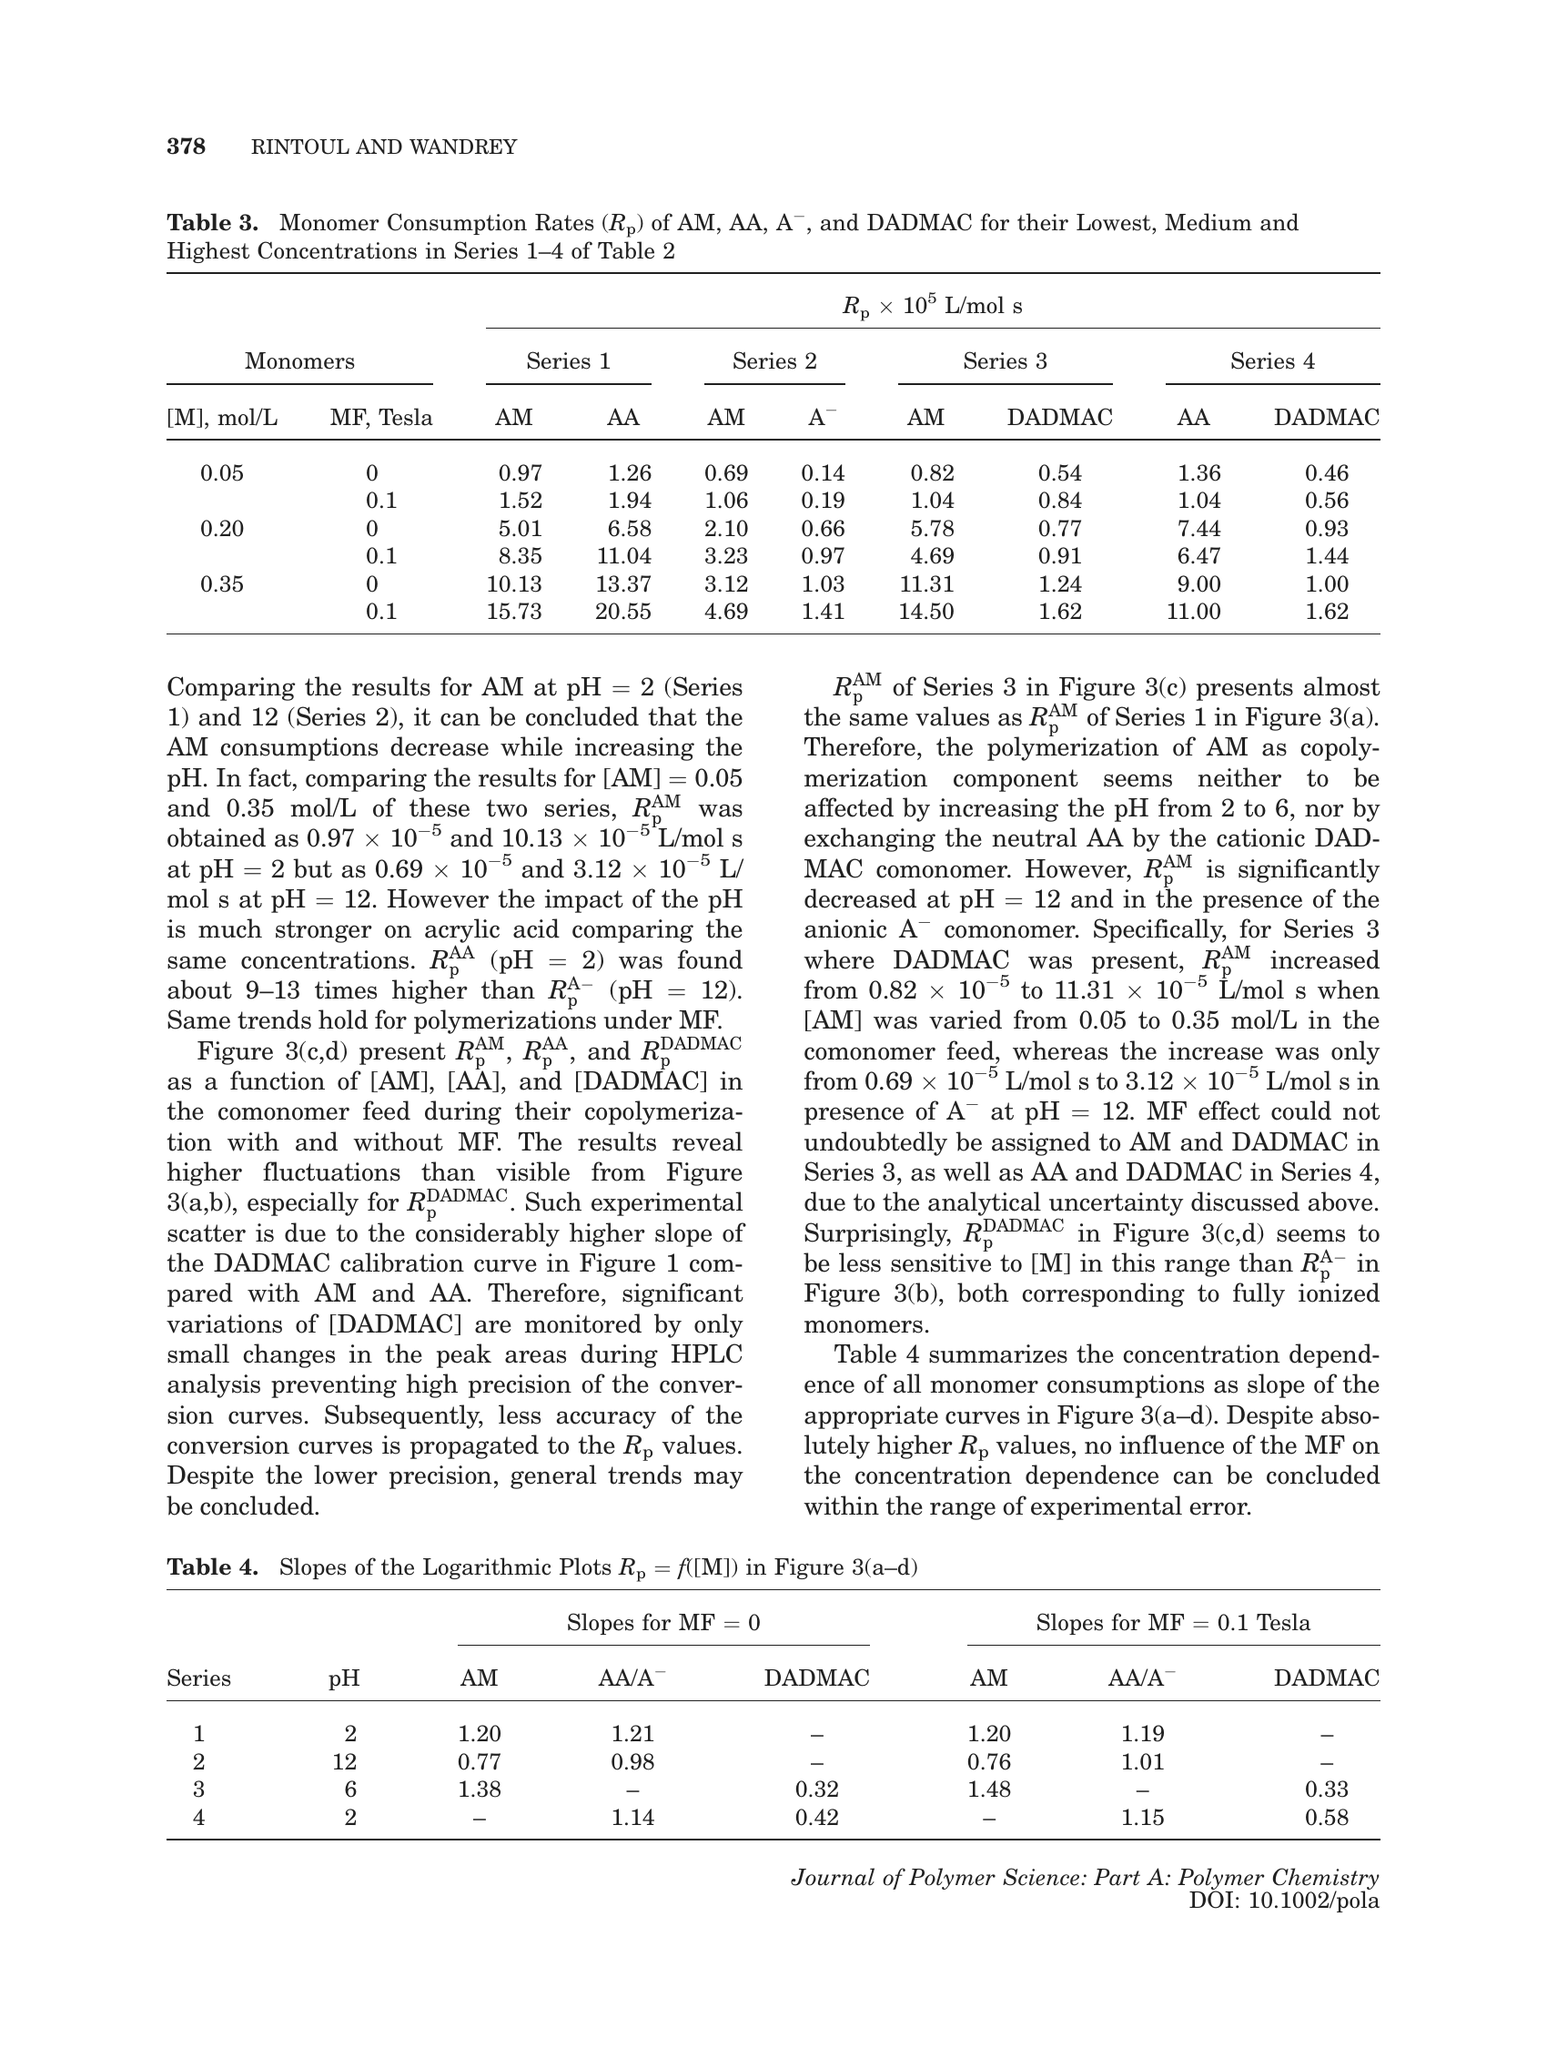 378 RINTOUL AND WANDREY
Table 3. Monomer Consumption Rates (Rp) of AM, AA, A−, and DADMAC for their Lowest, Medium and
Highest Concentrations in Series 1–4 of Table 2
Rp × 10^5 L/mol s
Monomers Series 1 Series 2 Series 3 Series 4
[M], mol/L MF, Tesla AM AA AM A− AM DADMAC AA DADMAC
0.05 0 0.97 1.26 0.69 0.14 0.82 0.54 1.36 0.46
0.1 1.52 1.94 1.06 0.19 1.04 0.84 1.04 0.56
0.20 0 5.01 6.58 2.10 0.66 5.78 0.77 7.44 0.93
0.1 8.35 11.04 3.23 0.97 4.69 0.91 6.47 1.44
0.35 0 10.13 13.37 3.12 1.03 11.31 1.24 9.00 1.00
0.1 15.73 20.55 4.69 1.41 14.50 1.62 11.00 1.62
Comparing the results for AM at pH = 2 (Series
1) and 12 (Series 2), it can be concluded that the
AM consumptions decrease while increasing the
pH. In fact, comparing the results for [AM] = 0.05
and 0.35 mol/L of these two series, Rp^AM was
obtained as 0.97 × 10^−5 and 10.13 × 10^−5 L/mol s
at pH = 2 but as 0.69 × 10^−5 and 3.12 × 10^−5 L/
mol s at pH = 12. However the impact of the pH
is much stronger on acrylic acid comparing the
same concentrations. Rp^AA (pH = 2) was found
about 9–13 times higher than Rp^A− (pH = 12).
Same trends hold for polymerizations under MF.
Figure 3(c,d) present Rp^AM, Rp^AA, and Rp^DADMAC
as a function of [AM], [AA], and [DADMAC] in
the comonomer feed during their copolymeriza-
tion with and without MF. The results reveal
higher fluctuations than visible from Figure
3(a,b), especially for Rp^DADMAC. Such experimental
scatter is due to the considerably higher slope of
the DADMAC calibration curve in Figure 1 com-
pared with AM and AA. Therefore, significant
variations of [DADMAC] are monitored by only
small changes in the peak areas during HPLC
analysis preventing high precision of the conver-
sion curves. Subsequently, less accuracy of the
conversion curves is propagated to the Rp values.
Despite the lower precision, general trends may
be concluded.
Rp^AM of Series 3 in Figure 3(c) presents almost
the same values as Rp^AM of Series 1 in Figure 3(a).
Therefore, the polymerization of AM as copoly-
merization component seems neither to be
affected by increasing the pH from 2 to 6, nor by
exchanging the neutral AA by the cationic DAD-
MAC comonomer. However, Rp^AM is significantly
decreased at pH = 12 and in the presence of the
anionic A− comonomer. Specifically, for Series 3
where DADMAC was present, Rp^AM increased
from 0.82 × 10^−5 to 11.31 × 10^−5 L/mol s when
[AM] was varied from 0.05 to 0.35 mol/L in the
comonomer feed, whereas the increase was only
from 0.69 × 10^−5 L/mol s to 3.12 × 10^−5 L/mol s in
presence of A− at pH = 12. MF effect could not
undoubtedly be assigned to AM and DADMAC in
Series 3, as well as AA and DADMAC in Series 4,
due to the analytical uncertainty discussed above.
Surprisingly, Rp^DADMAC in Figure 3(c,d) seems to
be less sensitive to [M] in this range than Rp^A− in
Figure 3(b), both corresponding to fully ionized
monomers.
Table 4 summarizes the concentration depend-
ence of all monomer consumptions as slope of the
appropriate curves in Figure 3(a–d). Despite abso-
lutely higher Rp values, no influence of the MF on
the concentration dependence can be concluded
within the range of experimental error.
Table 4. Slopes of the Logarithmic Plots Rp = f([M]) in Figure 3(a–d)
Slopes for MF = 0 Slopes for MF = 0.1 Tesla
Series pH AM AA/A− DADMAC AM AA/A− DADMAC
1 2 1.20 1.21 – 1.20 1.19 –
2 12 0.77 0.98 – 0.76 1.01 –
3 6 1.38 – 0.32 1.48 – 0.33
4 2 – 1.14 0.42 – 1.15 0.58
Journal of Polymer Science: Part A: Polymer Chemistry
DOI: 10.1002/pola